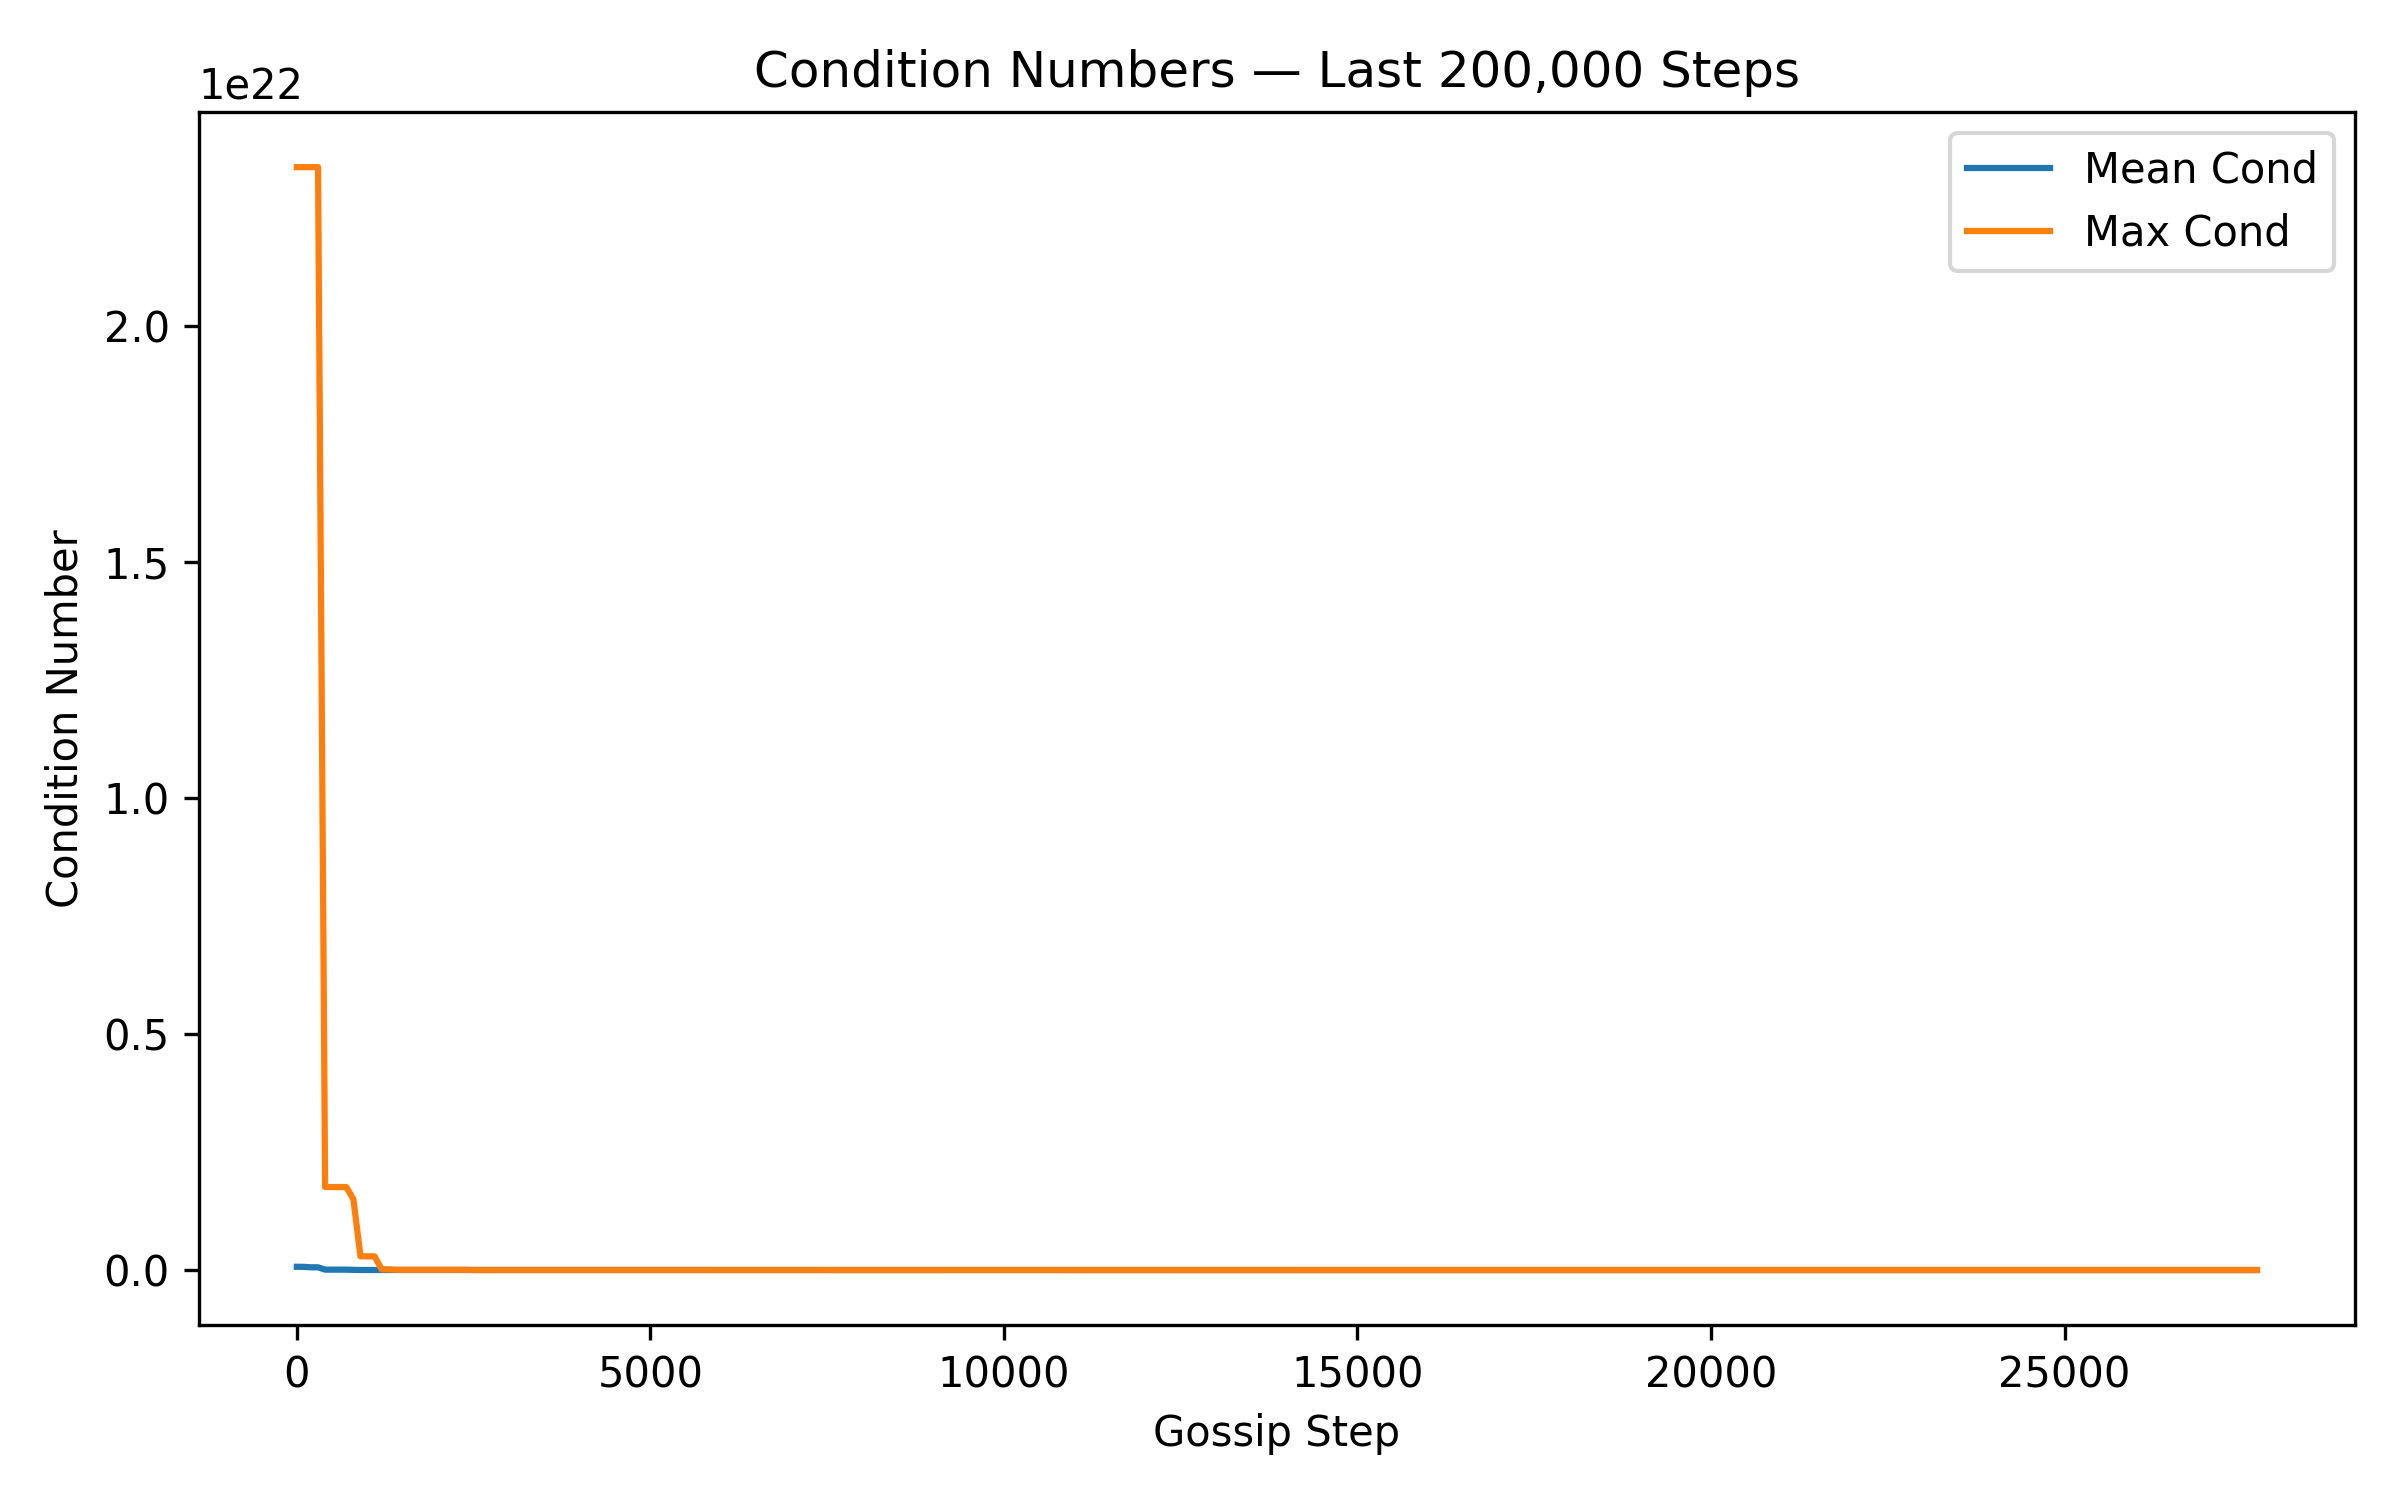 Condition Numbers — Last 200,000 Steps
1e22
Mean Cond
Max Cond
2.0
1.5
1.0
0.5
0.0
Condition Number
0 5000 10000 15000 20000 25000
Gossip Step